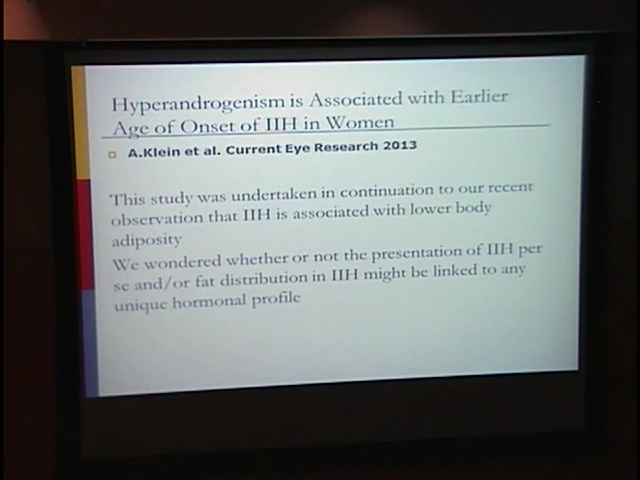 Hyperandrogenism is Associated with Earlier
Age of Onset of IIH in Women
A.Klein et al. Current Eye Research 2013
This study was undertaken in continuation to our recent
observation that IIH is associated with lower body
adiposity
We wondered whether or not the presentation of IIH per
se and/or fat distribution in IIH might be linked to any
unique hormonal profile